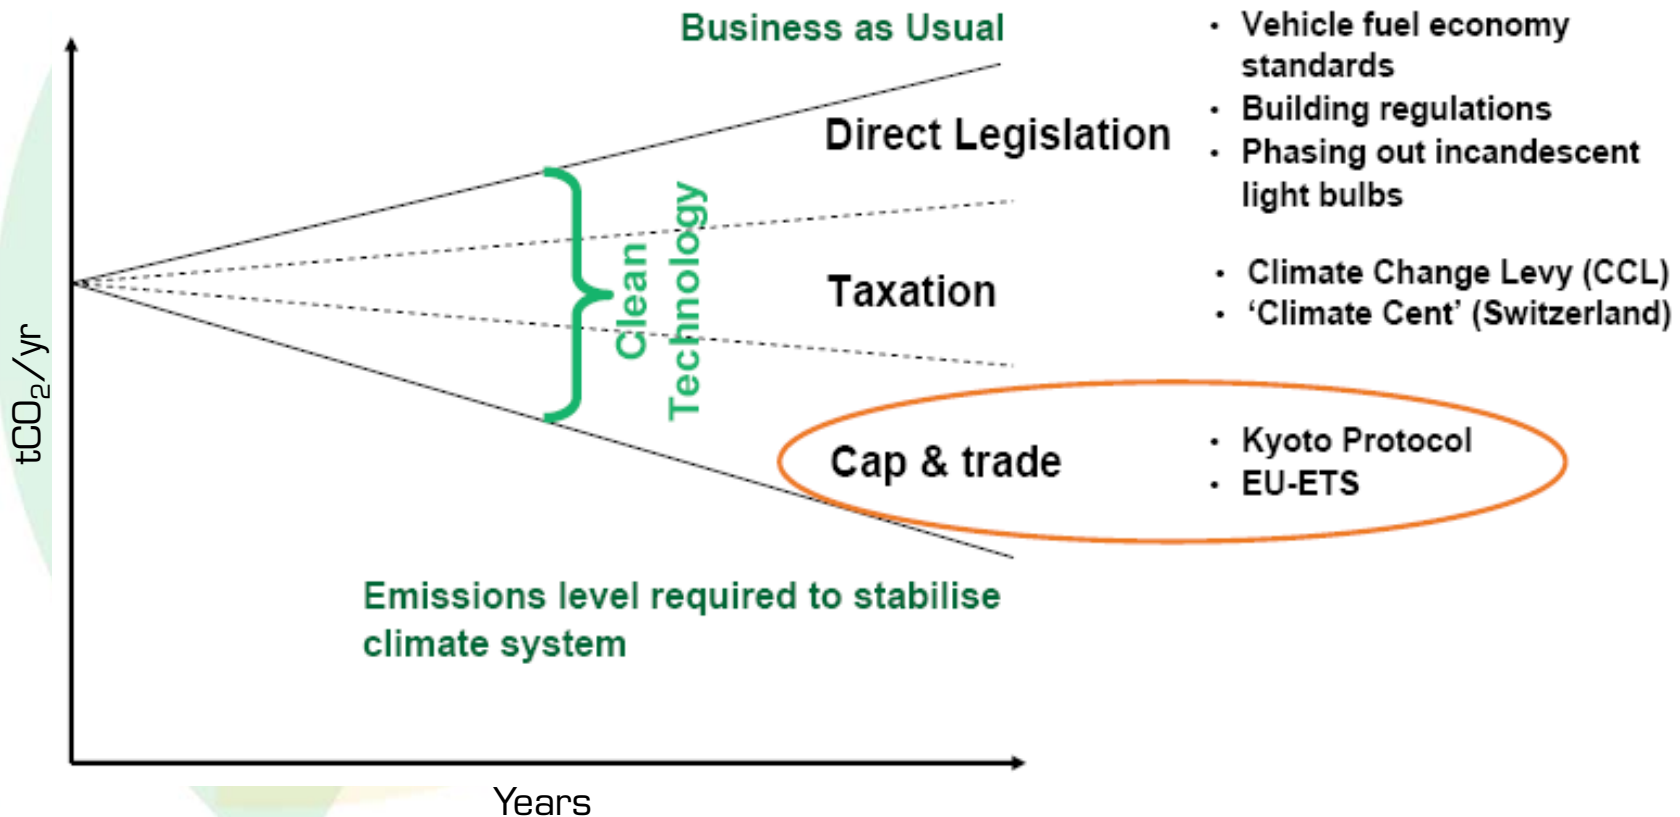 Business as Usual
• Vehicle fuel economy
standards
• Building regulations
• Phasing out incandescent
light bulbs
Direct Legislation
Clean
Technology
Taxation
• Climate Change Levy (CCL)
• ‘Climate Cent’ (Switzerland)
tCO₂/yr
Cap & trade
• Kyoto Protocol
• EU-ETS
Emissions level required to stabilise
climate system
Years